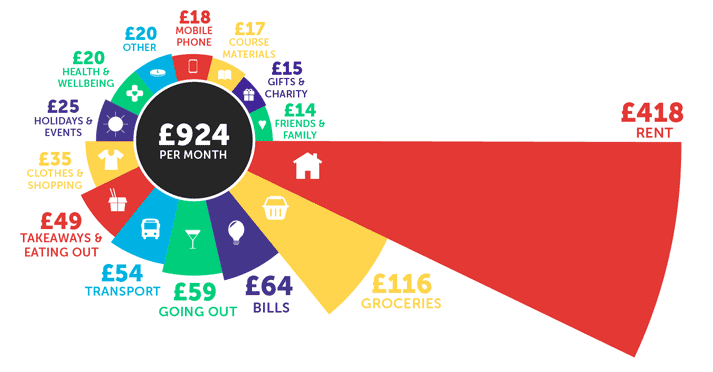 £924
PER MONTH
£418
RENT
£116
GROCERIES
£64
BILLS
£59
GOING OUT
£54
TRANSPORT
£49
TAKEAWAYS &
EATING OUT
£35
CLOTHES &
SHOPPING
£25
HOLIDAYS &
EVENTS
£20
HEALTH &
WELLBEING
£20
OTHER
£18
MOBILE
PHONE
£17
COURSE
MATERIALS
£15
GIFTS &
CHARITY
£14
FRIENDS &
FAMILY